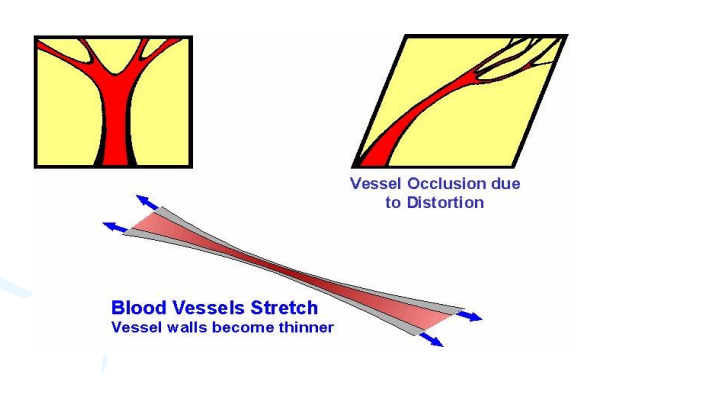 Vessel Occlusion due
to Distortion
Blood Vessels Stretch
Vessel walls become thinner